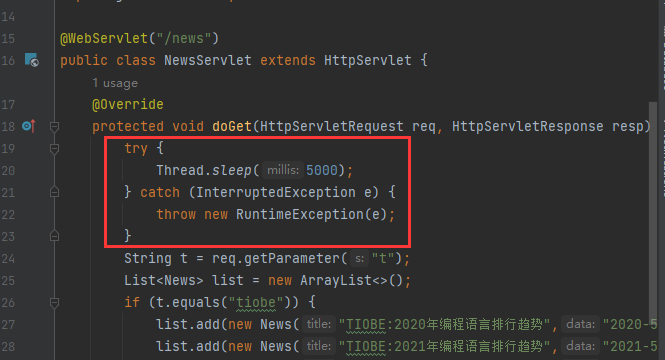 14
15 @WebServlet("/news")
16 public class NewsServlet extends HttpServlet {
1 usage
17 @Override
18 protected void doGet(HttpServletRequest req, HttpServletResponse resp)
19 try {
20 Thread.sleep( millis: 5000);
21 } catch (InterruptedException e) {
22 throw new RuntimeException(e);
23 }
24 String t = req.getParameter( s: "t");
25 List<News> list = new ArrayList<>();
26 if (t.equals("tiobe")) {
27 list.add(new News( title: "TIOBE:2020年编程语言排行趋势", data: "2020-5
28 list.add(new News( title: "TIOBE:2021年编程语言排行趋势", data: "2021-5